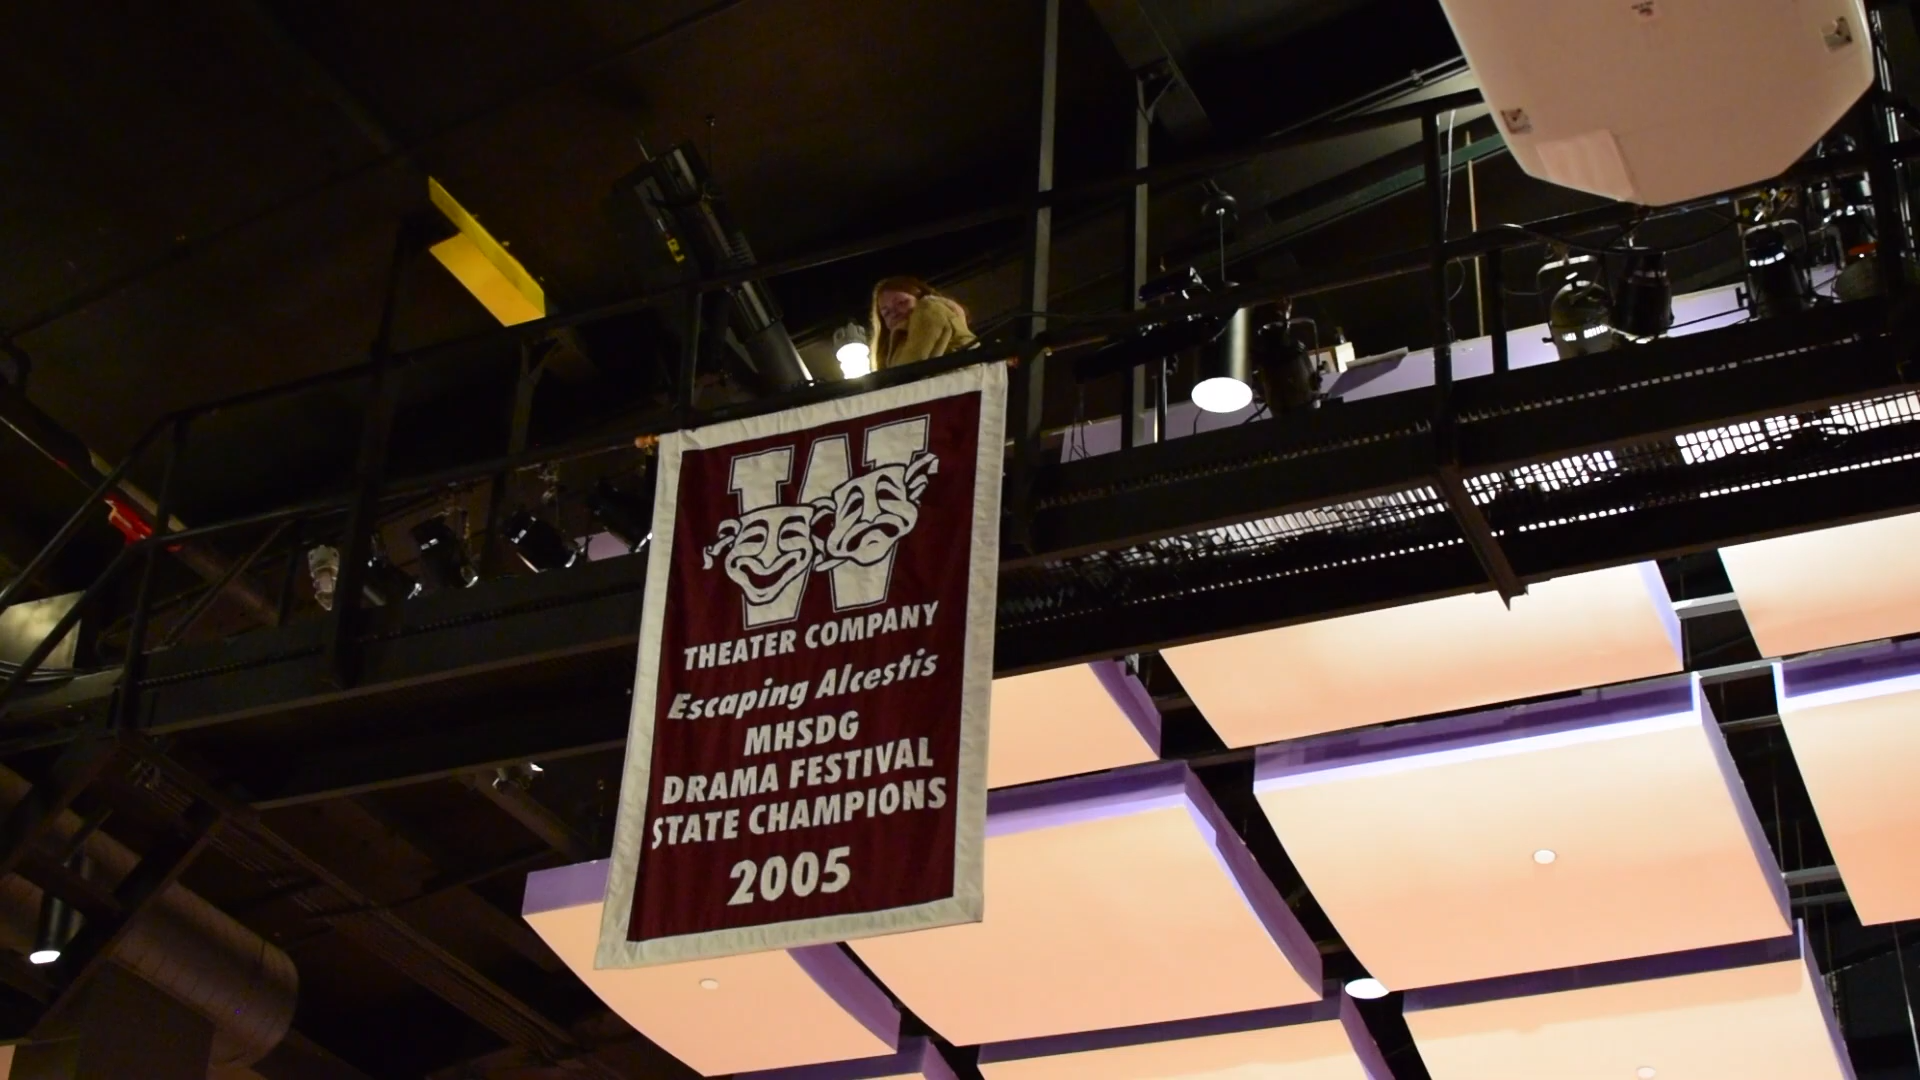 W
THEATER COMPANY
Escaping Alcestis
MHSDG
DRAMA FESTIVAL
STATE CHAMPIONS
2005